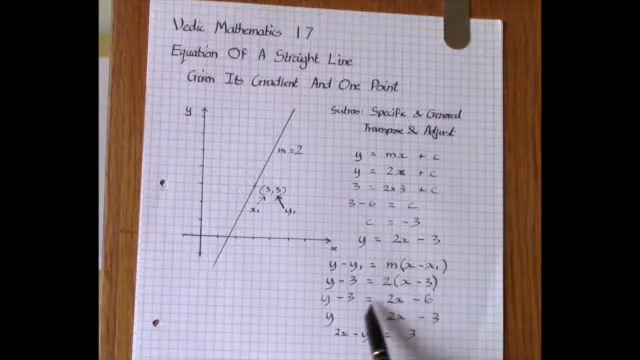 Vedic Mathematics 17
Equation Of A Straight Line
Given Its Gradient And One Point
y
m=2
(3,3)
x₁
y₁
x
Sutras: Specific & General
Transpose & Adjust
y = mx + c
y = 2x + c
3 = 2x3 + c
3 - 6 = c
c = -3
y = 2x - 3
y - y₁ = m(x - x₁)
y - 3 = 2(x - 3)
y - 3 = 2x - 6
y 2x - 3
2x - = 3